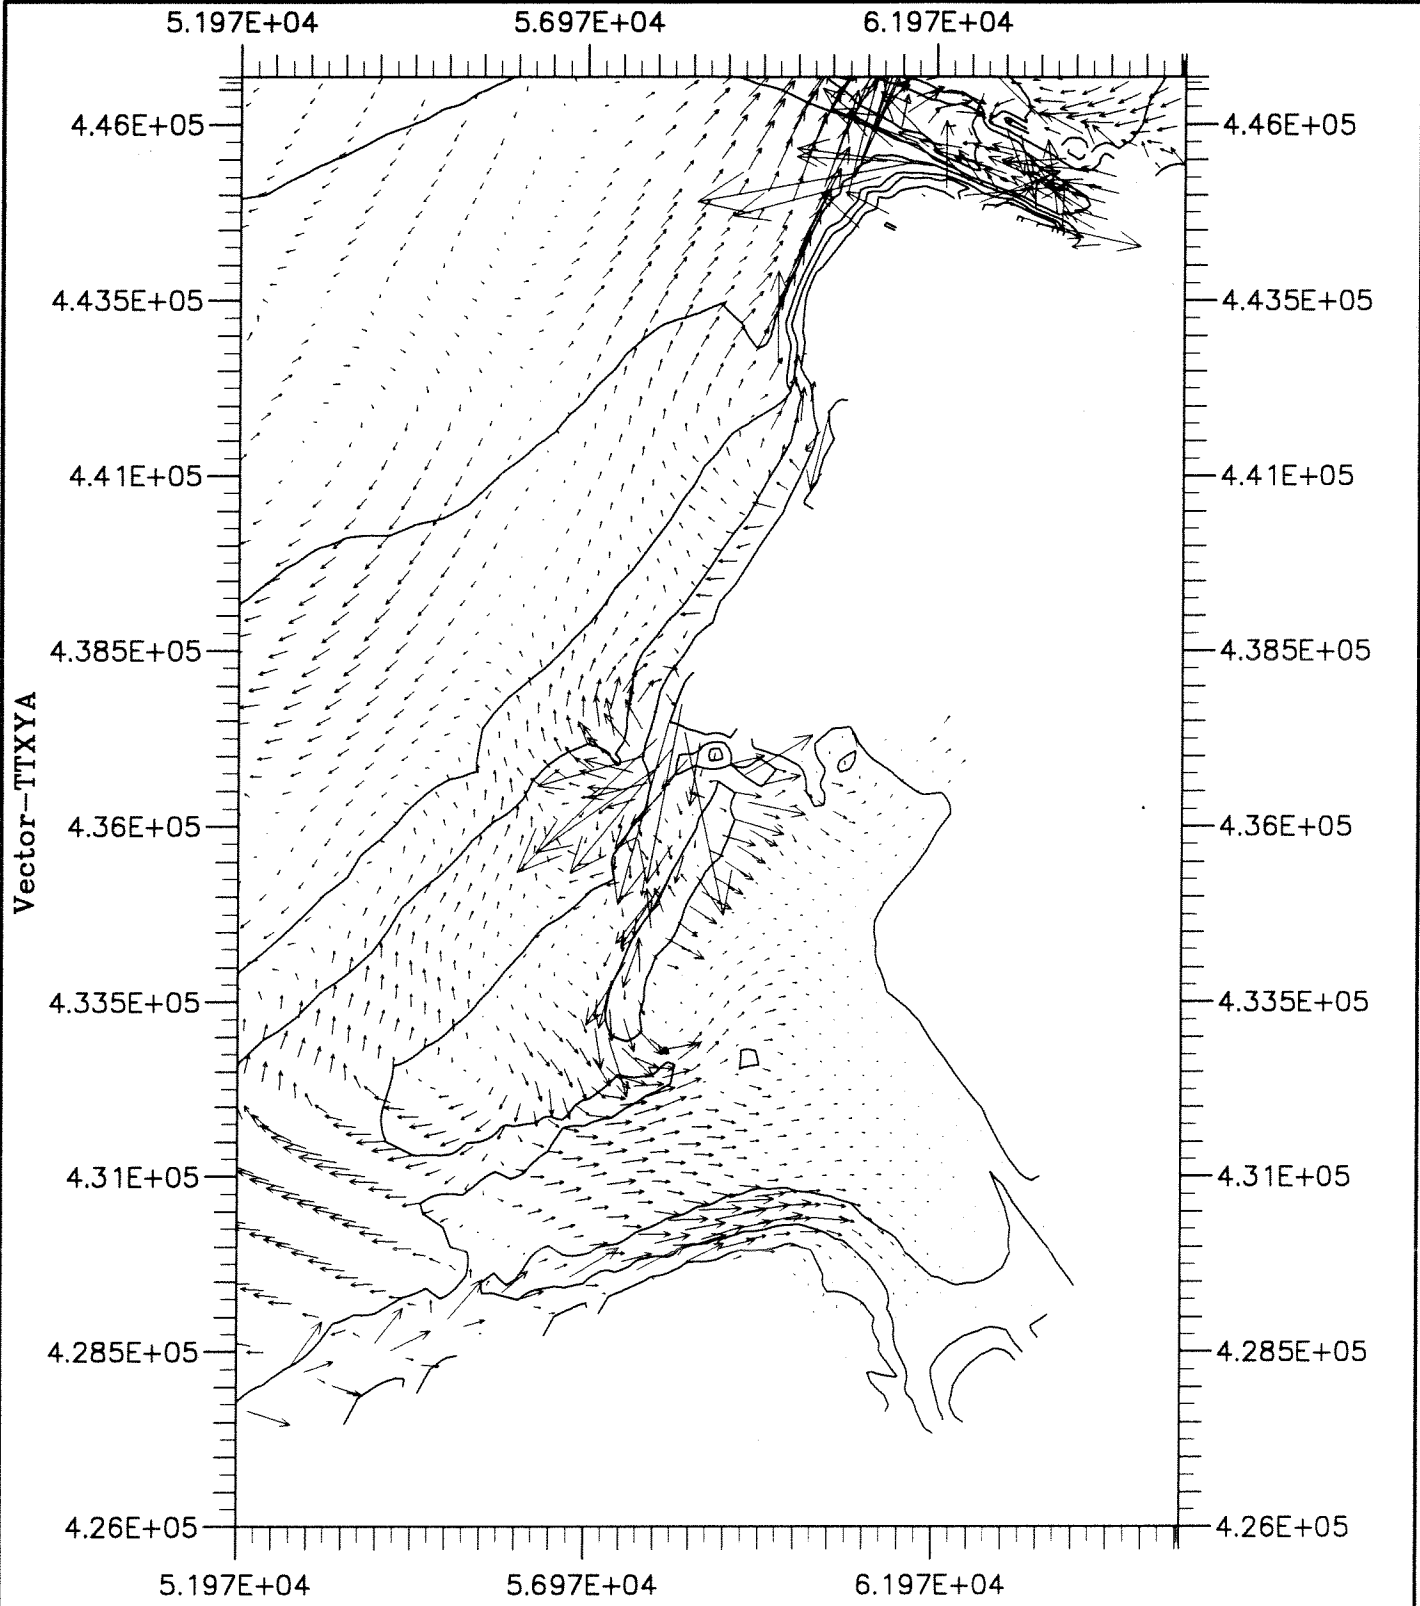 5.197E+04 5.697E+04 6.197E+04
4.46E+05 4.46E+05
4.435E+05 4.435E+05
4.41E+05 4.41E+05
4.385E+05 4.385E+05
Vector-TTXYA
4.36E+05 4.36E+05
4.335E+05 4.335E+05
4.31E+05 4.31E+05
4.285E+05 4.285E+05
4.26E+05 4.26E+05
5.197E+04 5.697E+04 6.197E+04